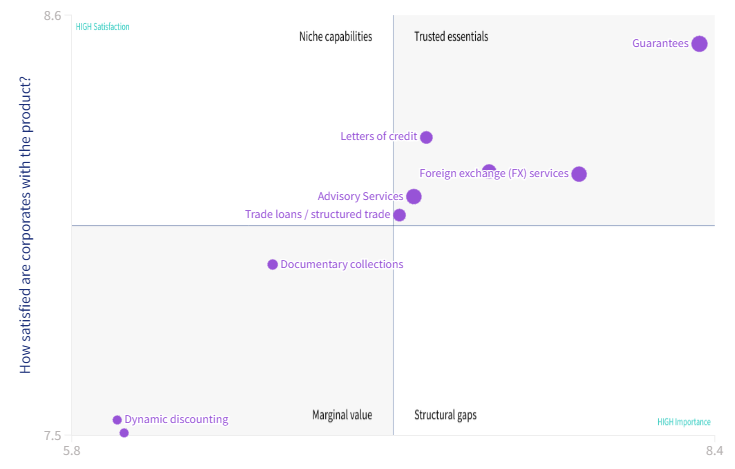 8.6
HIGH Satisfaction
Niche capabilities
Trusted essentials
Guarantees
Letters of credit
Foreign exchange (FX) services
Advisory Services
Trade loans / structured trade
Documentary collections
How satisfied are corporates with the product?
Marginal value
Structural gaps
Dynamic discounting
HIGH Importance
7.5
5.8
8.4